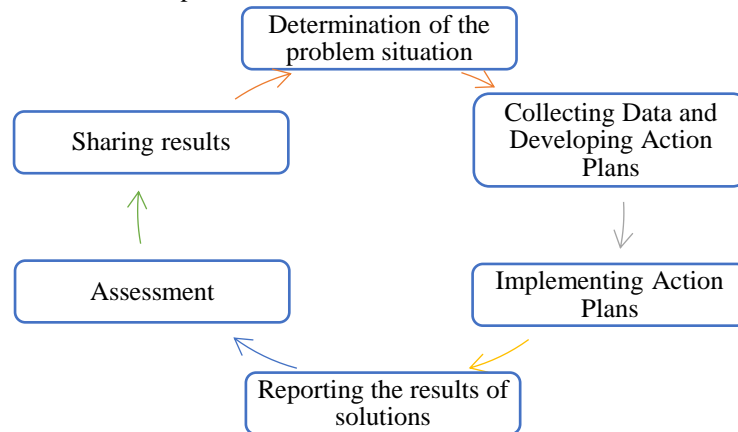 Determination of the
problem situation
Collecting Data and
Developing Action
Plans
Implementing Action
Plans
Reporting the results of
solutions
Assessment
Sharing results